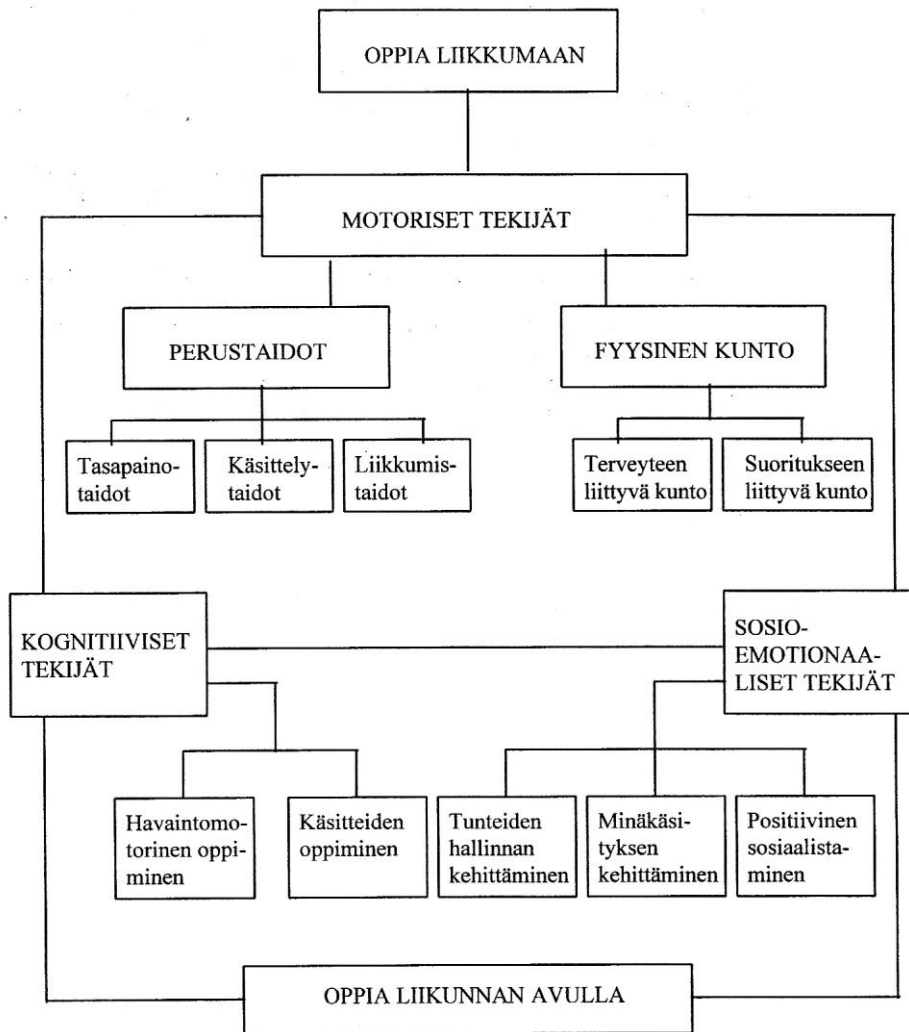 OPPIA LIIKKUMAAN
MOTORISET TEKIJÄT
PERUSTAIDOT
FYYSINEN KUNTO
Tasapaino-
taidot
Käsittely-
taidot
Liikkumis-
taidot
Terveyteen
liittyvä kunto
Suoritukseen
liittyvä kunto
KOGNITIIVISET
TEKIJÄT
SOSIO-
EMOTIONAA-
LISET TEKIJÄT
Havaintomo-
torinen oppi-
minen
Käsitteiden
oppiminen
Tunteiden
hallinnan
kehittäminen
Minäkäsi-
tyksen
kehittäminen
Positiivinen
sosiaalista-
minen
OPPIA LIIKUNNAN AVULLA